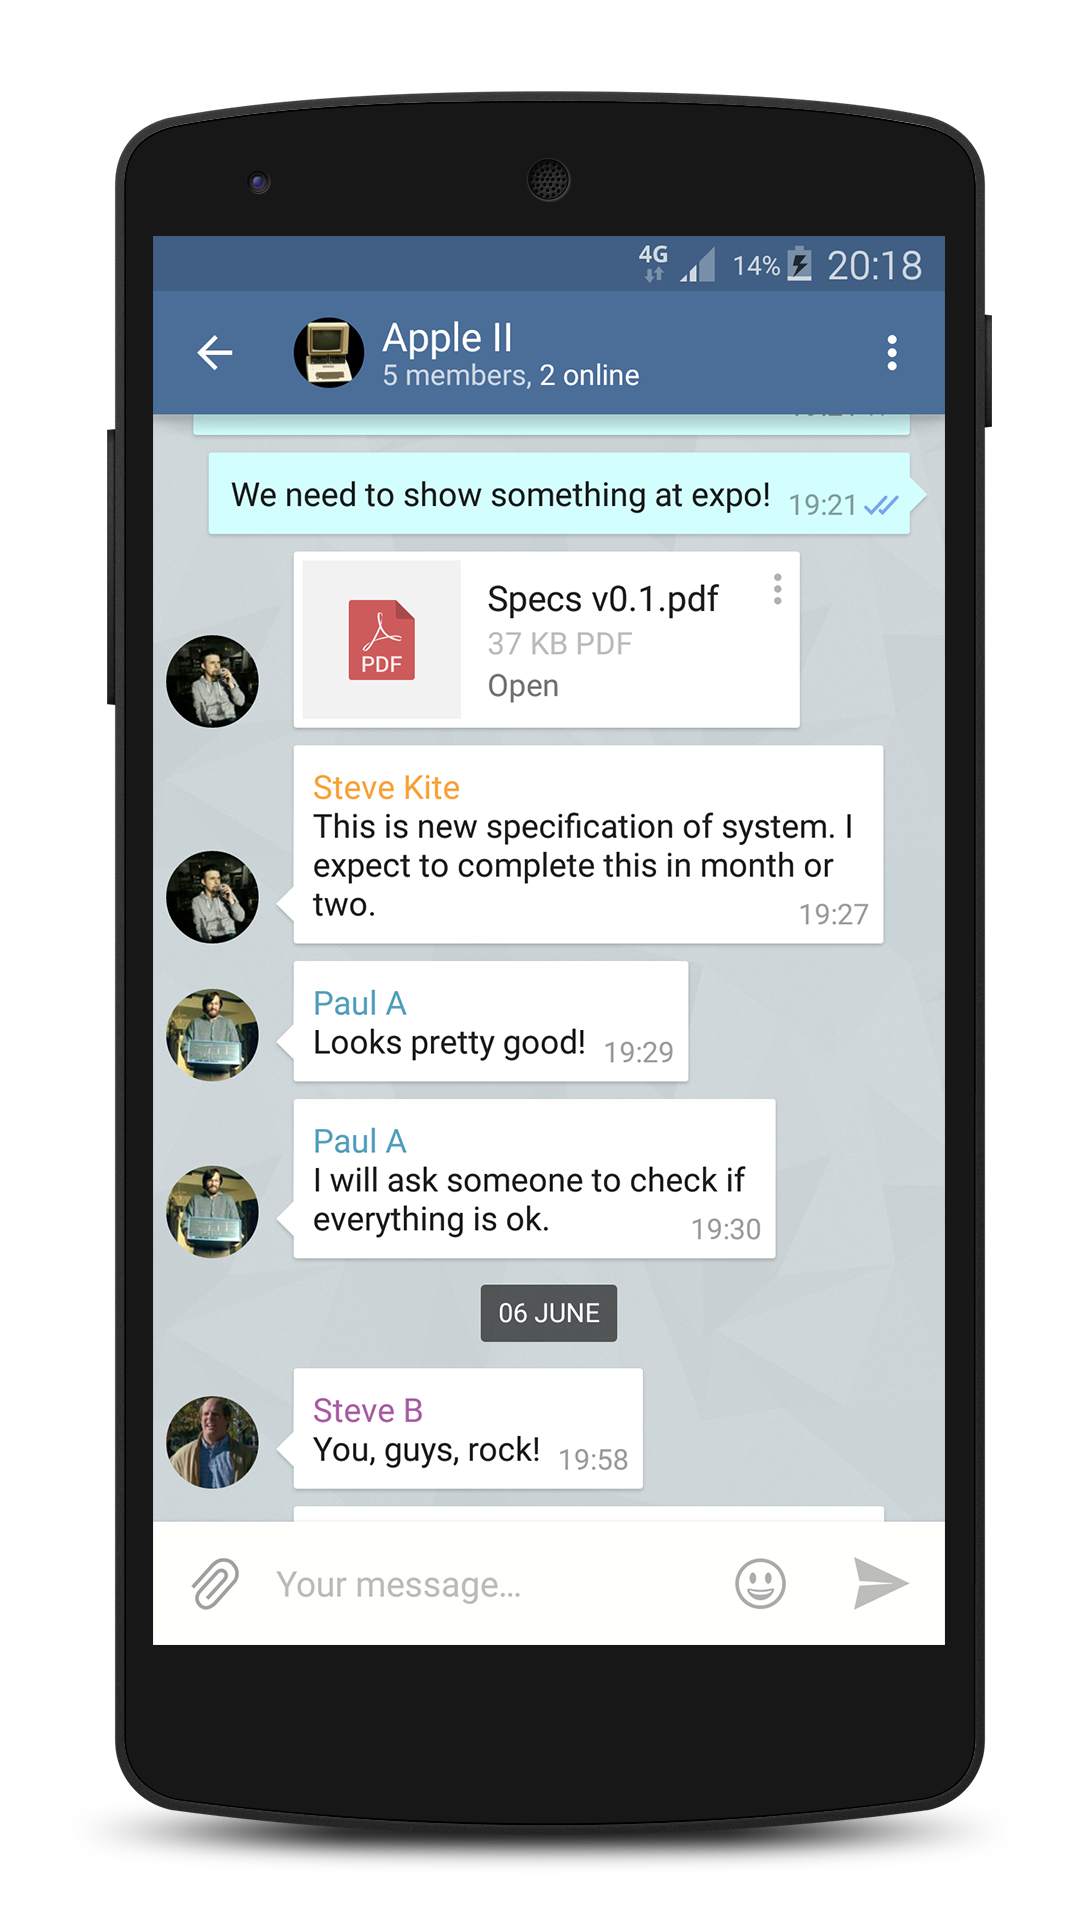 4G 14% 20:18
Apple II
5 members, 2 online
We need to show something at expo! 19:21
Specs v0.1.pdf
37 KB PDF
PDF
Open
Steve Kite
This is new specification of system. I
expect to complete this in month or
two.
19:27
Paul A
Looks pretty good! 19:29
Paul A
I will ask someone to check if
everything is ok. 19:30
06 JUNE
Steve B
You, guys, rock! 19:58
Your message...